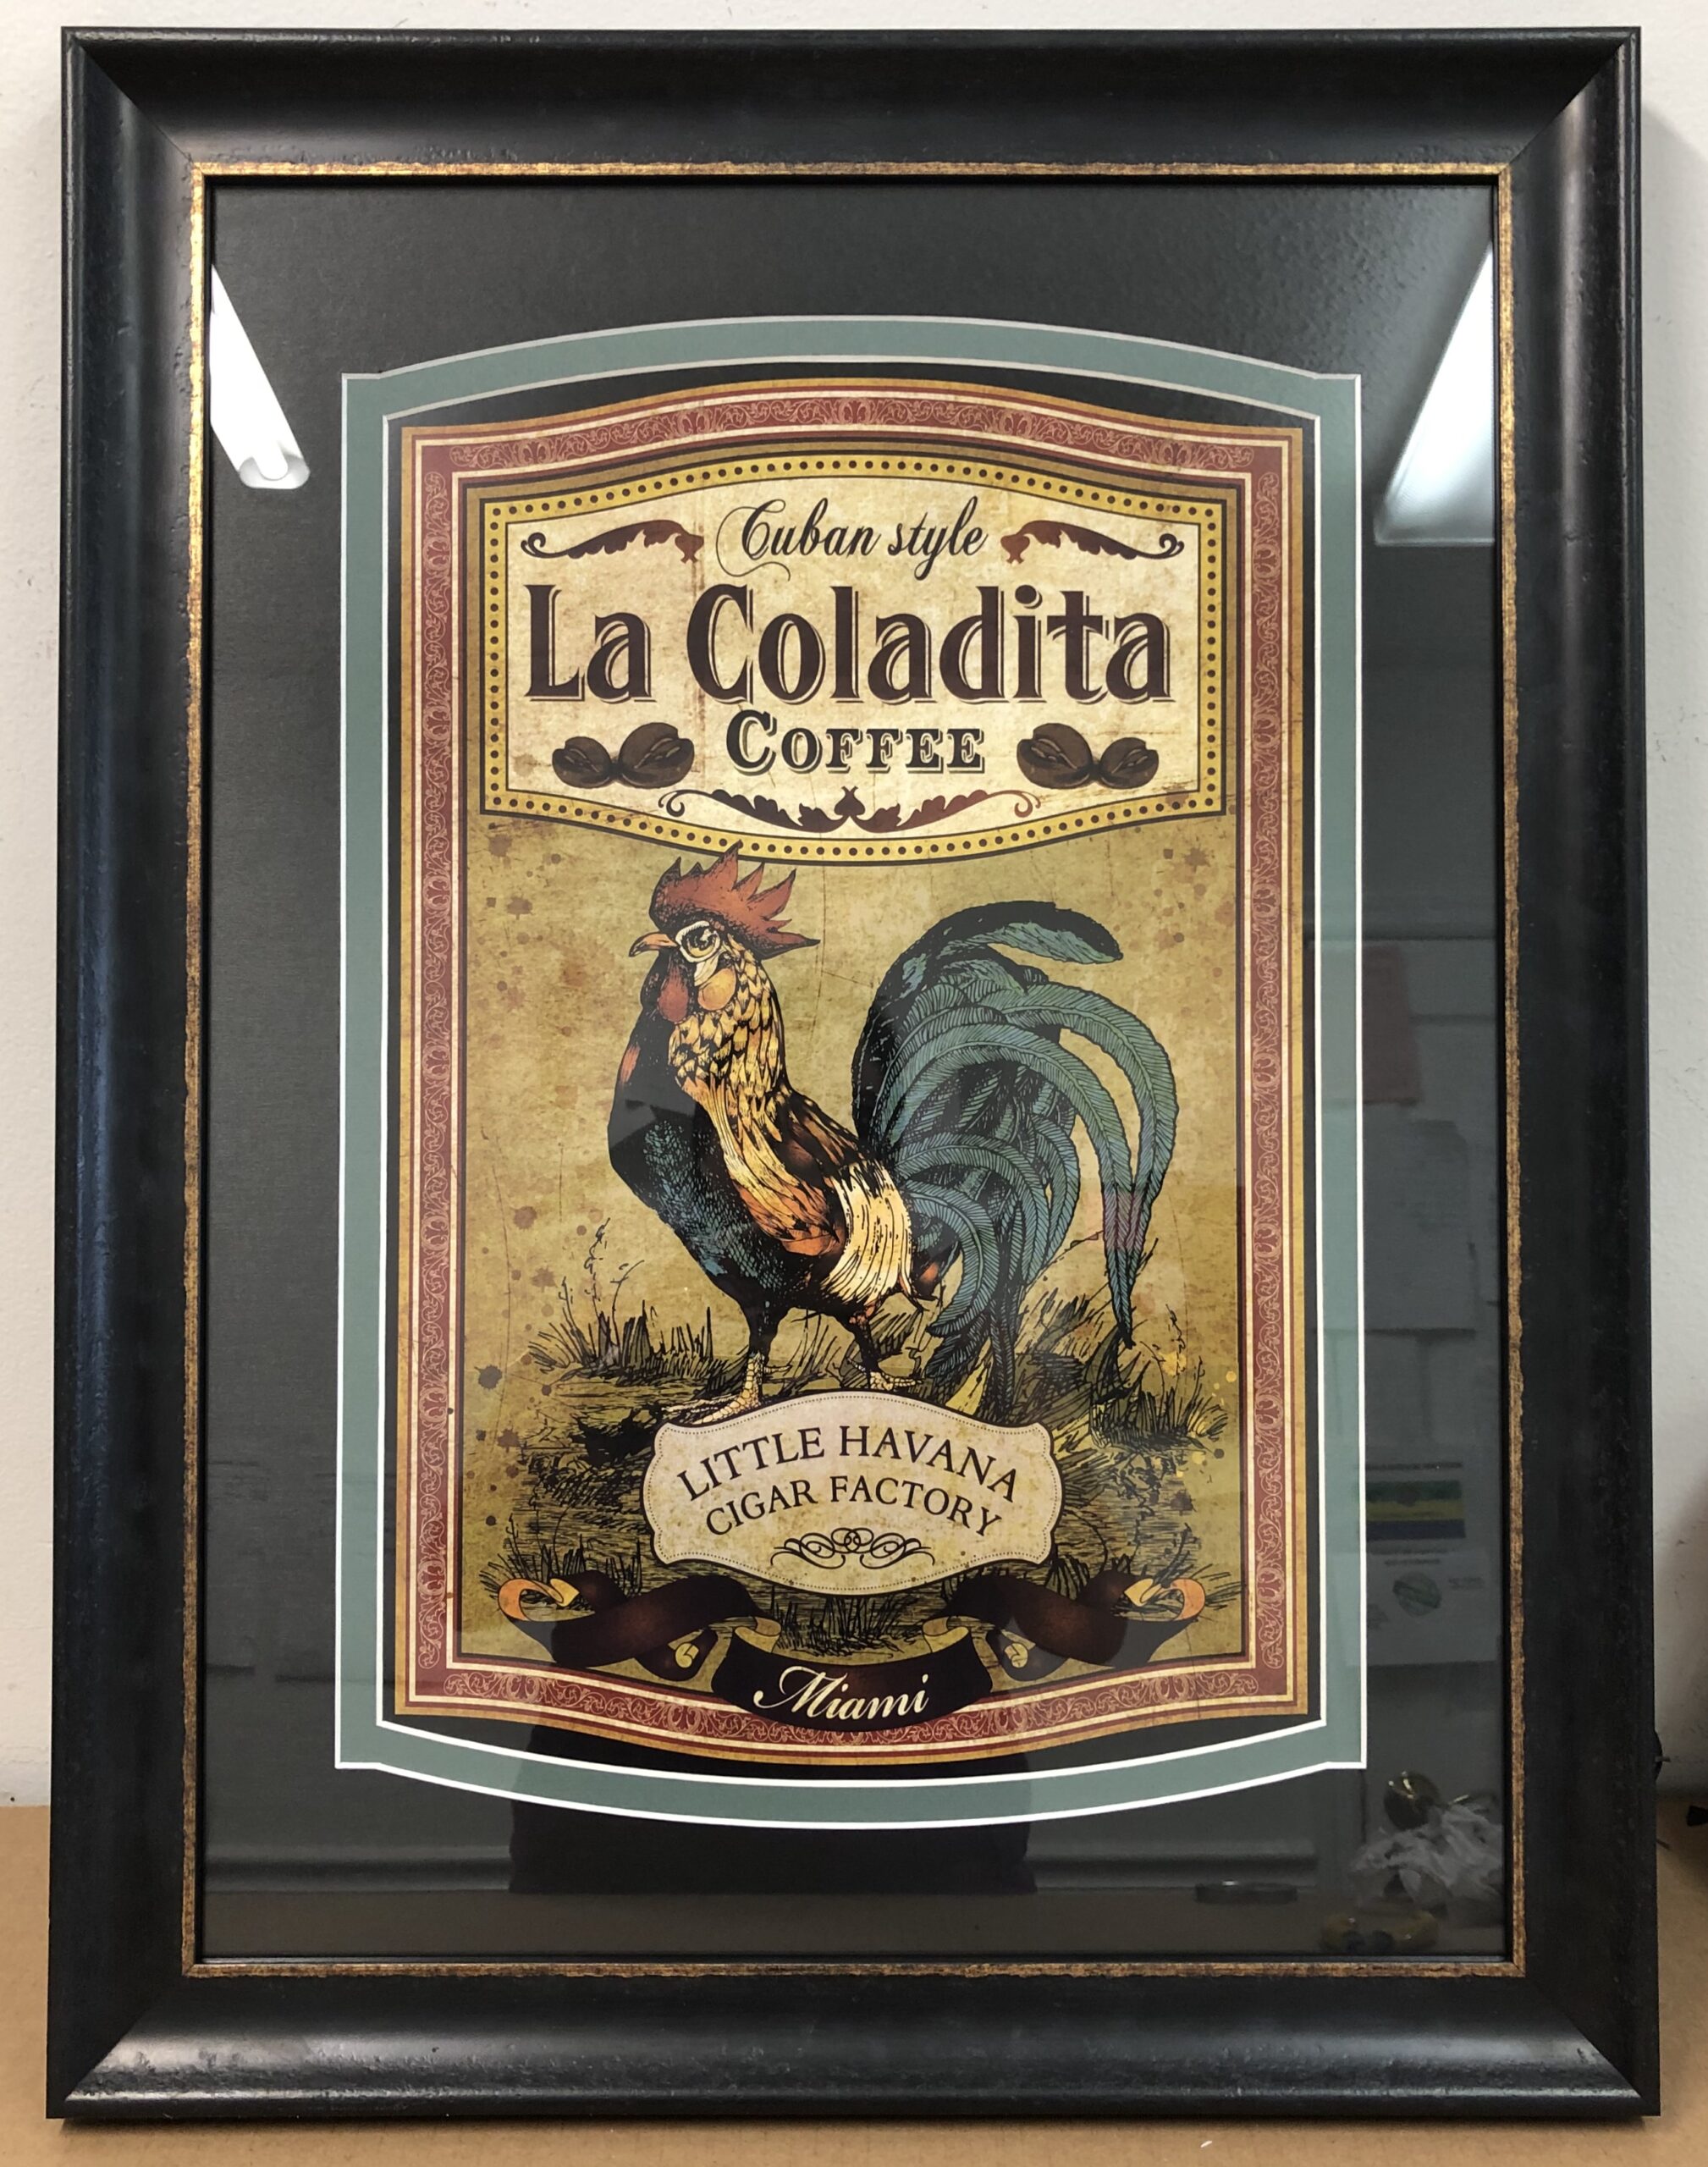 Cuban style
La Coladita
COFFEE
LITTLE HAVANA
CIGAR FACTORY
Miami